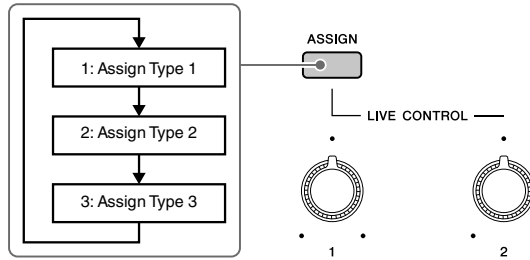 1: Assign Type 1
2: Assign Type 2
3: Assign Type 3
ASSIGN
LIVE CONTROL
1
2